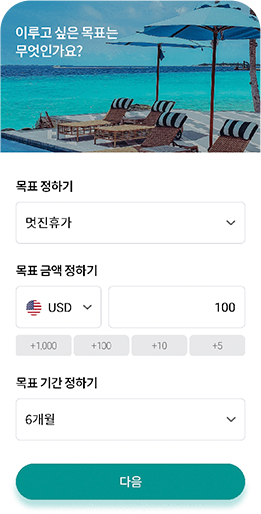 이루고 싶은 목표는
무엇인가요?
목표 정하기
멋진휴가
목표 금액 정하기
USD 100
+1,000 +100 +10 +5
목표 기간 정하기
6개월
다음